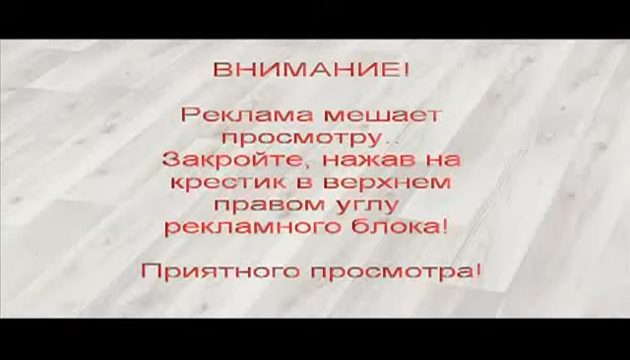 ВНИМАНИЕ!
Реклама мешает
просмотру..
Закройте, нажав на
крестик в верхнем
правом углу
рекламного блока!
Приятного просмотра!